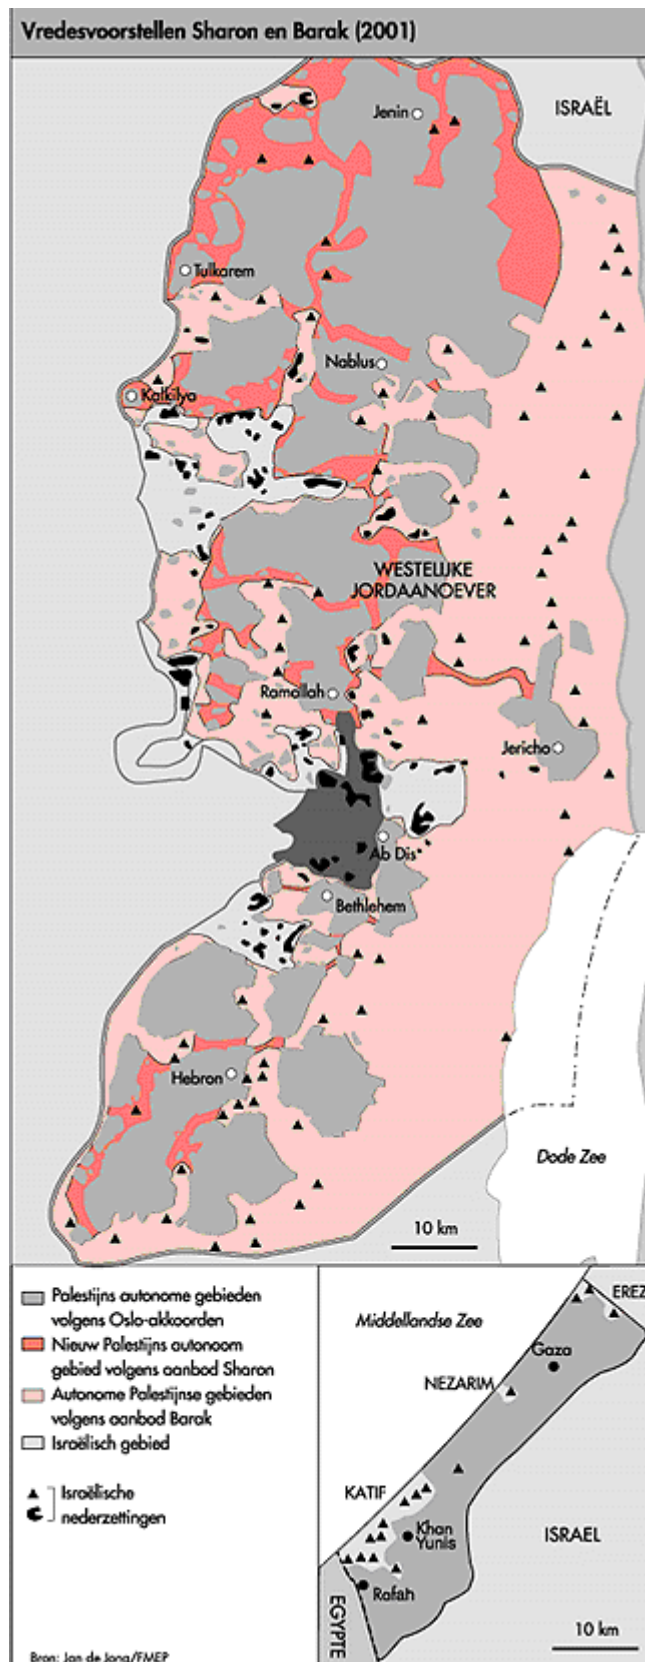 Vredesvoorstellen Sharon en Barak (2001)
ISRAËL
Jenin
Tulkarem
Nablus
Kalkilya
WESTELIJKE
JORDAANOEVER
Ramallah
Jericho
Ab Dis
Bethlehem
Hebron
Dode Zee
10 km
Palestijns autonome gebieden
volgens Oslo-akkoorden
Nieuw Palestijns autonoom
gebied volgens aanbod Sharon
Autonome Palestijnse gebieden
volgens aanbod Barak
Israëlisch gebied
Israëlische
nederzettingen
Bron: Jan de Jong/FMEP
EREZ
Middellandse Zee
Gaza
NEZARIM
KATIF
Khan
Yunis
ISRAEL
Rafah
EGYPTE
10 km